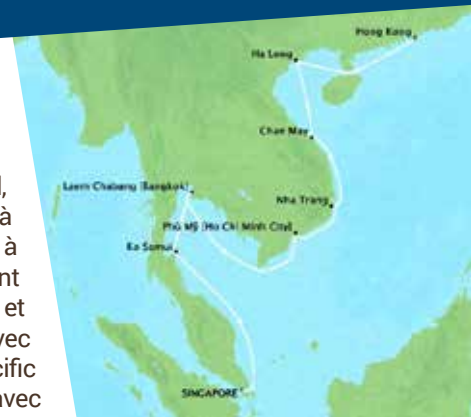 Hong Kong
Ha Long
Chan May
Laem Chabang (Bangkok)
Nha Trang
Phú Mỹ (Ho Chi Minh City)
Ko Samui
SINGAPORE
à
à
nt
et
vec
cific
avec